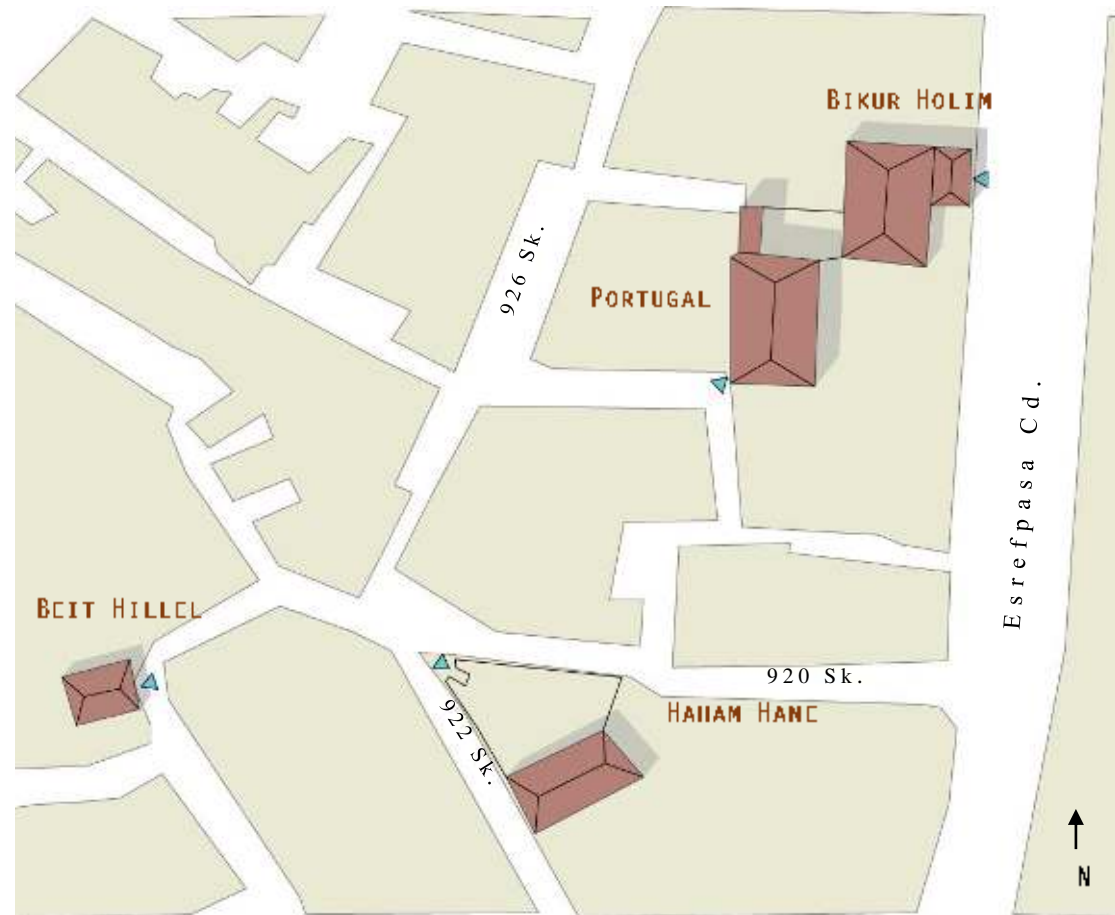 BIKUR HOLIM
926 Sk.
PORTUGAL
Esrefpasa Cd.
BEIT HILLEL
920 Sk.
HAHAM HANE
922 Sk.
N